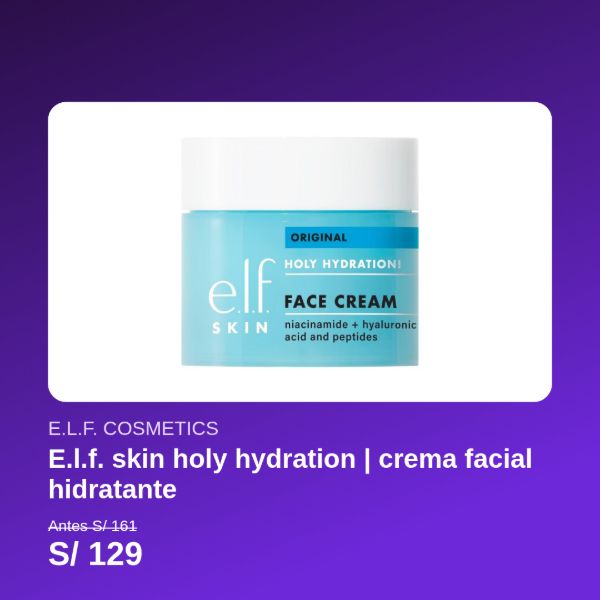 ORIGINAL
HOLY HYDRATION!
e.l.f.
SKIN
FACE CREAM
niacinamide + hyaluronic
acid and peptides
E.L.F. COSMETICS
E.l.f. skin holy hydration | crema facial
hidratante
Antes S/ 161
S/ 129